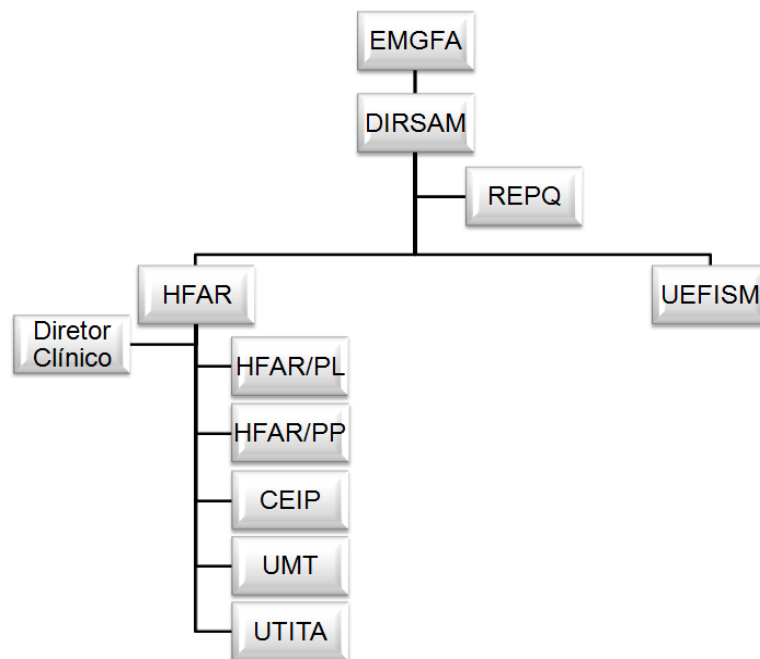 EMGFA
DIRSAM
REPQ
HFAR
UEFISM
Diretor
Clínico
HFAR/PL
HFAR/PP
CEIP
UMT
UTITA